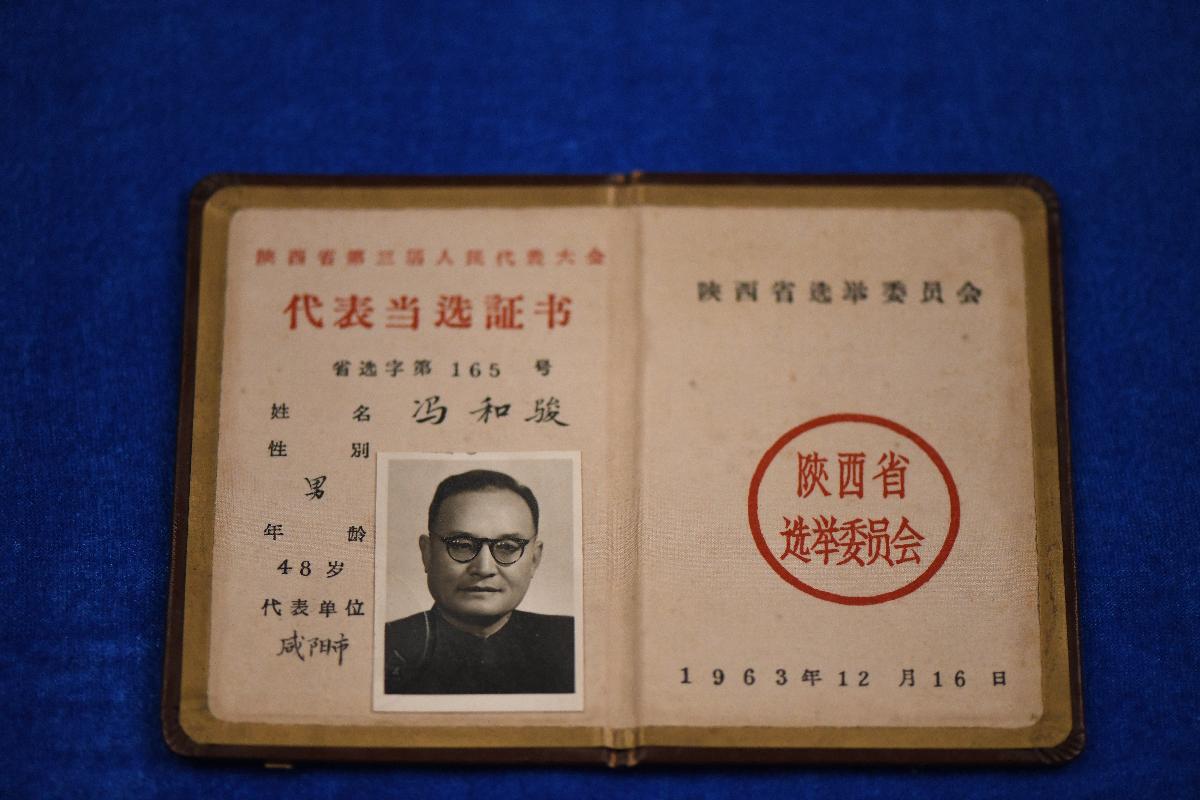 陕西省第三届人民代表大会
代表当选証书
省选字第 165 号
姓名 冯和骏
性别
男
年龄
48岁
代表单位
咸阳市
陕西省选举委员会
陕西省
选举委员会
1963年12月16日